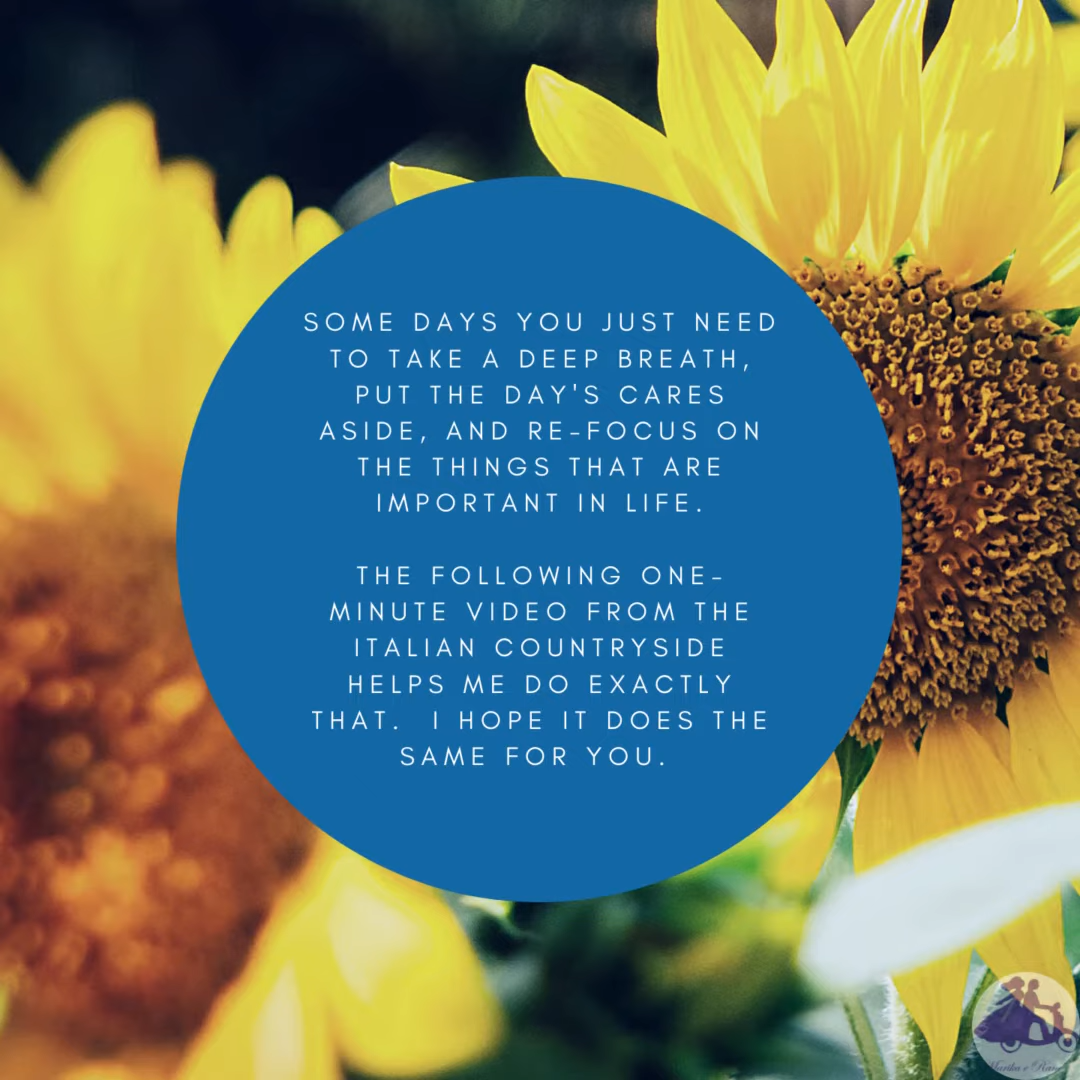 SOME DAYS YOU JUST NEED
TO TAKE A DEEP BREATH,
PUT THE DAY'S CARES
ASIDE, AND RE-FOCUS ON
THE THINGS THAT ARE
IMPORTANT IN LIFE.
THE FOLLOWING ONE-
MINUTE VIDEO FROM THE
ITALIAN COUNTRYSIDE
HELPS ME DO EXACTLY
THAT.  I HOPE IT DOES THE
SAME FOR YOU.